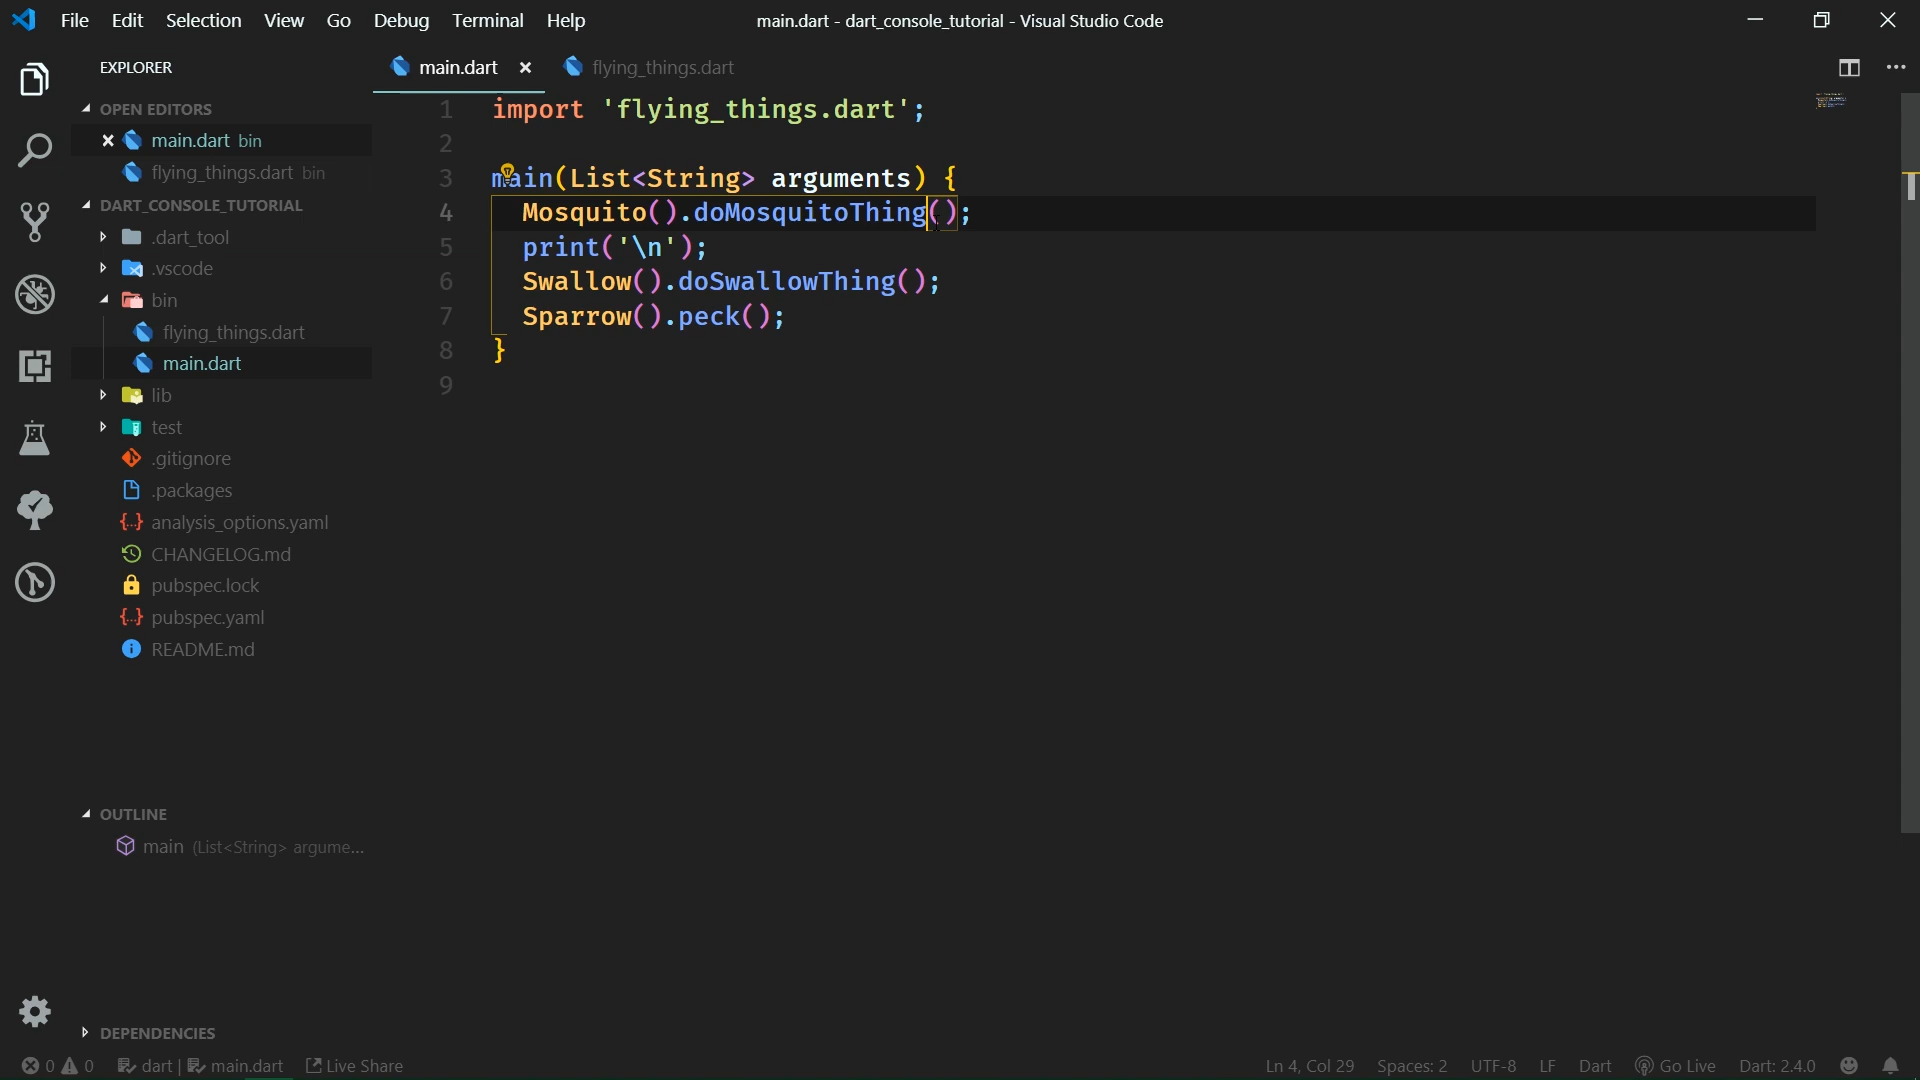 File Edit Selection View Go Debug Terminal Help
main.dart - dart_console_tutorial - Visual Studio Code
EXPLORER
OPEN EDITORS
main.dart bin
flying_things.dart bin
DART_CONSOLE_TUTORIAL
.dart_tool
.vscode
bin
flying_things.dart
main.dart
lib
test
.gitignore
.packages
analysis_options.yaml
CHANGELOG.md
pubspec.lock
pubspec.yaml
README.md
OUTLINE
main (List<String> argume...
DEPENDENCIES
main.dart flying_things.dart
1 import 'flying_things.dart';
2
3 main(List<String> arguments) {
4 Mosquito().doMosquitoThing();
5 print('\n');
6 Swallow().doSwallowThing();
7 Sparrow().peck();
8 }
9
0 0 dart | main.dart Live Share
Ln 4, Col 29 Spaces: 2 UTF-8 LF Dart Go Live Dart: 2.4.0